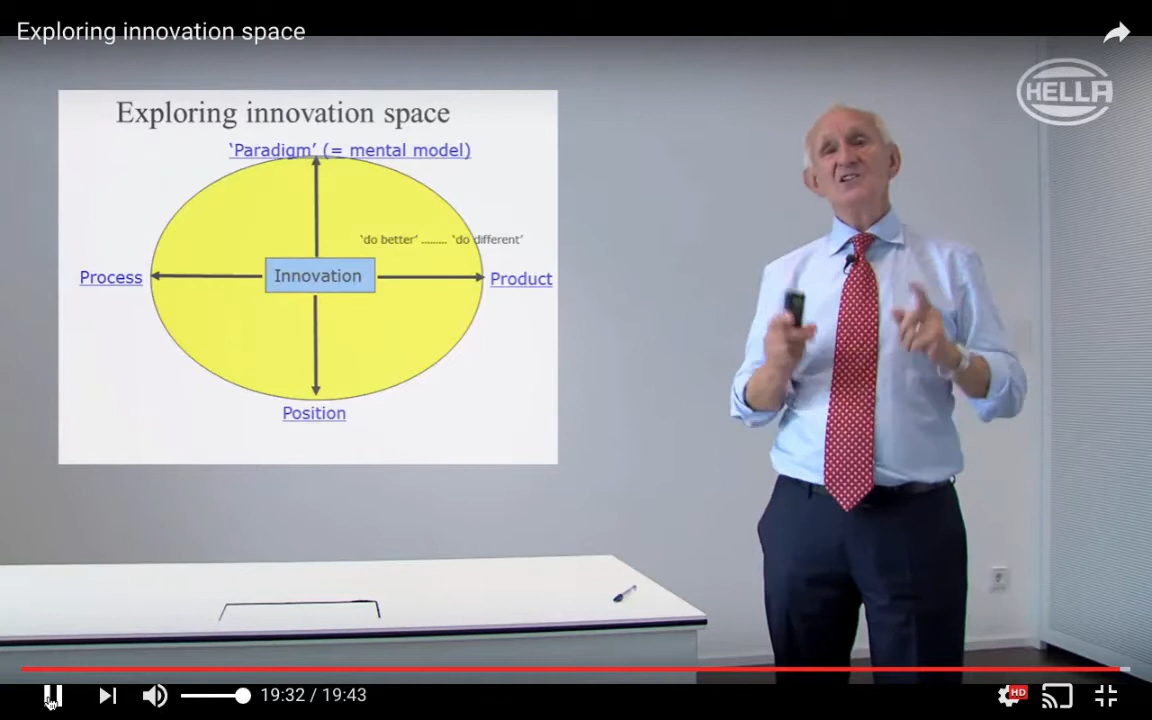 Exploring innovation space
HELLA
Exploring innovation space
‘Paradigm’ (= mental model)
‘do better’ ......... ‘do different’
Process
Innovation
Product
Position
19:32 / 19:43
HD